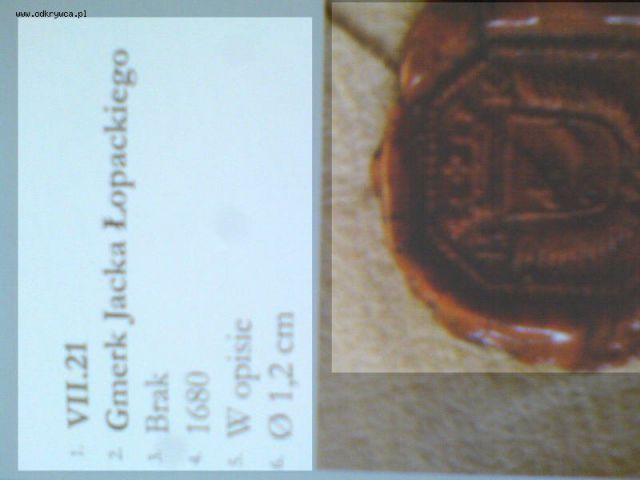 www.odkrywca.pl
1. VII.21
2. Gmerk Jacka Łopackiego
3. Brak
4. 1680
5. W opisie
6. Ø 1,2 cm